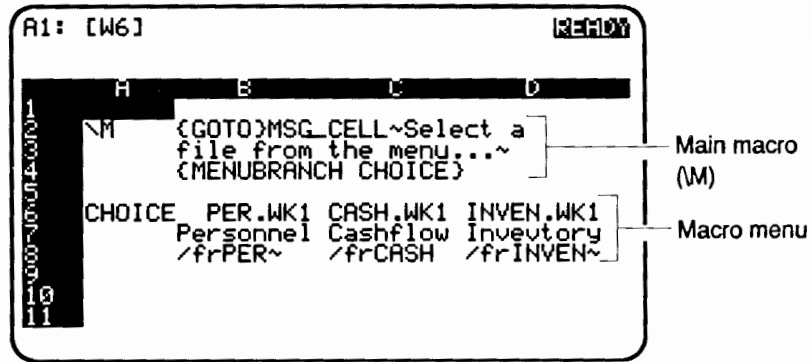 A1: [W6] READY
A B C D
1
2 \M {GOTO}MSG_CELL~Select a
3 file from the menu...~
4 {MENUBRANCH CHOICE}
5
6 CHOICE PER.WK1 CASH.WK1 INVEN.WK1
7 Personnel Cashflow Invevtory
8 /frPER~ /frCASH /frINVEN~
9
10
11
Main macro
(\M)
Macro menu